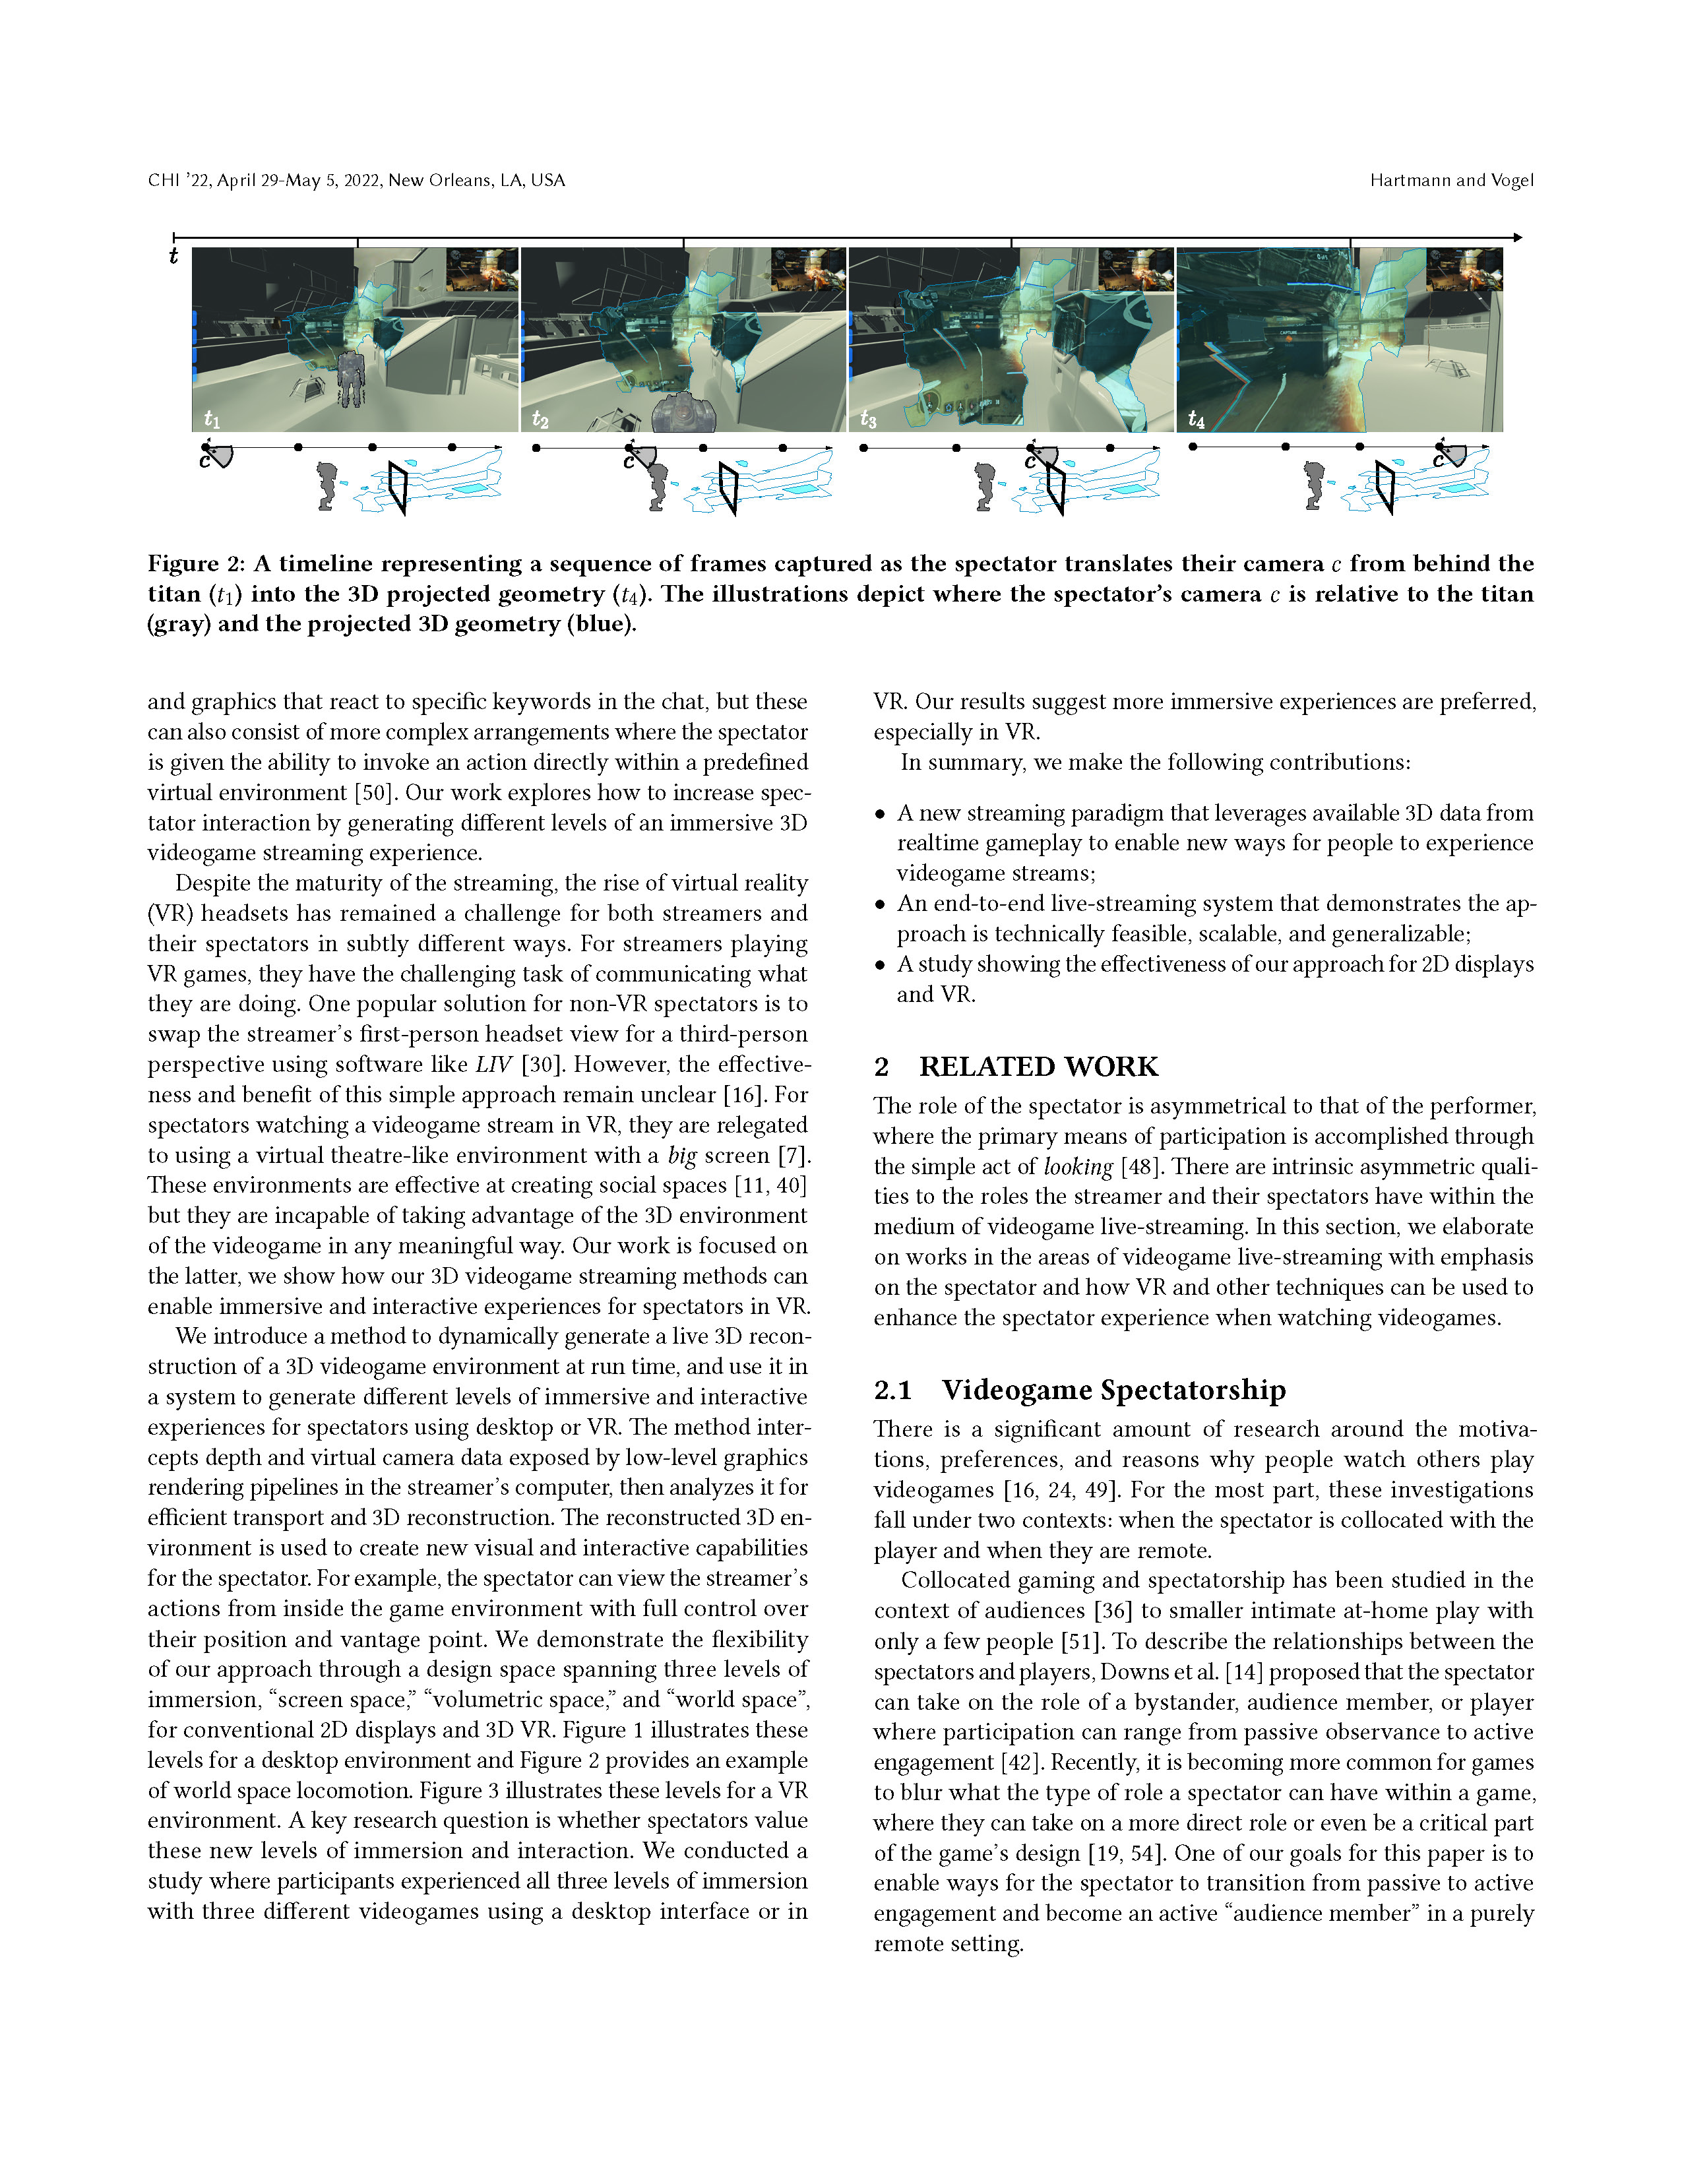 CHI ’22, April 29-May 5, 2022, New Orleans, LA, USA
Hartmann and Vogel
t
t1
t2
t3
t4
CAPTURE
c
c
c
c
Figure 2: A timeline representing a sequence of frames captured as the spectator translates their camera c from behind the
titan (t1) into the 3D projected geometry (t4). The illustrations depict where the spectator’s camera c is relative to the titan
(gray) and the projected 3D geometry (blue).
and graphics that react to specific keywords in the chat, but these
can also consist of more complex arrangements where the spectator
is given the ability to invoke an action directly within a predefined
virtual environment [50]. Our work explores how to increase spec-
tator interaction by generating different levels of an immersive 3D
videogame streaming experience.
Despite the maturity of the streaming, the rise of virtual reality
(VR) headsets has remained a challenge for both streamers and
their spectators in subtly different ways. For streamers playing
VR games, they have the challenging task of communicating what
they are doing. One popular solution for non-VR spectators is to
swap the streamer’s first-person headset view for a third-person
perspective using software like LIV [30]. However, the effective-
ness and benefit of this simple approach remain unclear [16]. For
spectators watching a videogame stream in VR, they are relegated
to using a virtual theatre-like environment with a big screen [7].
These environments are effective at creating social spaces [11, 40]
but they are incapable of taking advantage of the 3D environment
of the videogame in any meaningful way. Our work is focused on
the latter, we show how our 3D videogame streaming methods can
enable immersive and interactive experiences for spectators in VR.
We introduce a method to dynamically generate a live 3D recon-
struction of a 3D videogame environment at run time, and use it in
a system to generate different levels of immersive and interactive
experiences for spectators using desktop or VR. The method inter-
cepts depth and virtual camera data exposed by low-level graphics
rendering pipelines in the streamer’s computer, then analyzes it for
efficient transport and 3D reconstruction. The reconstructed 3D en-
vironment is used to create new visual and interactive capabilities
for the spectator. For example, the spectator can view the streamer’s
actions from inside the game environment with full control over
their position and vantage point. We demonstrate the flexibility
of our approach through a design space spanning three levels of
immersion, “screen space,” “volumetric space,” and “world space”,
for conventional 2D displays and 3D VR. Figure 1 illustrates these
levels for a desktop environment and Figure 2 provides an example
of world space locomotion. Figure 3 illustrates these levels for a VR
environment. A key research question is whether spectators value
these new levels of immersion and interaction. We conducted a
study where participants experienced all three levels of immersion
with three different videogames using a desktop interface or in
VR. Our results suggest more immersive experiences are preferred,
especially in VR.
In summary, we make the following contributions:
• A new streaming paradigm that leverages available 3D data from
realtime gameplay to enable new ways for people to experience
videogame streams;
• An end-to-end live-streaming system that demonstrates the ap-
proach is technically feasible, scalable, and generalizable;
• A study showing the effectiveness of our approach for 2D displays
and VR.
2 RELATED WORK
The role of the spectator is asymmetrical to that of the performer,
where the primary means of participation is accomplished through
the simple act of looking [48]. There are intrinsic asymmetric quali-
ties to the roles the streamer and their spectators have within the
medium of videogame live-streaming. In this section, we elaborate
on works in the areas of videogame live-streaming with emphasis
on the spectator and how VR and other techniques can be used to
enhance the spectator experience when watching videogames.
2.1 Videogame Spectatorship
There is a significant amount of research around the motiva-
tions, preferences, and reasons why people watch others play
videogames [16, 24, 49]. For the most part, these investigations
fall under two contexts: when the spectator is collocated with the
player and when they are remote.
Collocated gaming and spectatorship has been studied in the
context of audiences [36] to smaller intimate at-home play with
only a few people [51]. To describe the relationships between the
spectators and players, Downs et al. [14] proposed that the spectator
can take on the role of a bystander, audience member, or player
where participation can range from passive observance to active
engagement [42]. Recently, it is becoming more common for games
to blur what the type of role a spectator can have within a game,
where they can take on a more direct role or even be a critical part
of the game’s design [19, 54]. One of our goals for this paper is to
enable ways for the spectator to transition from passive to active
engagement and become an active “audience member” in a purely
remote setting.